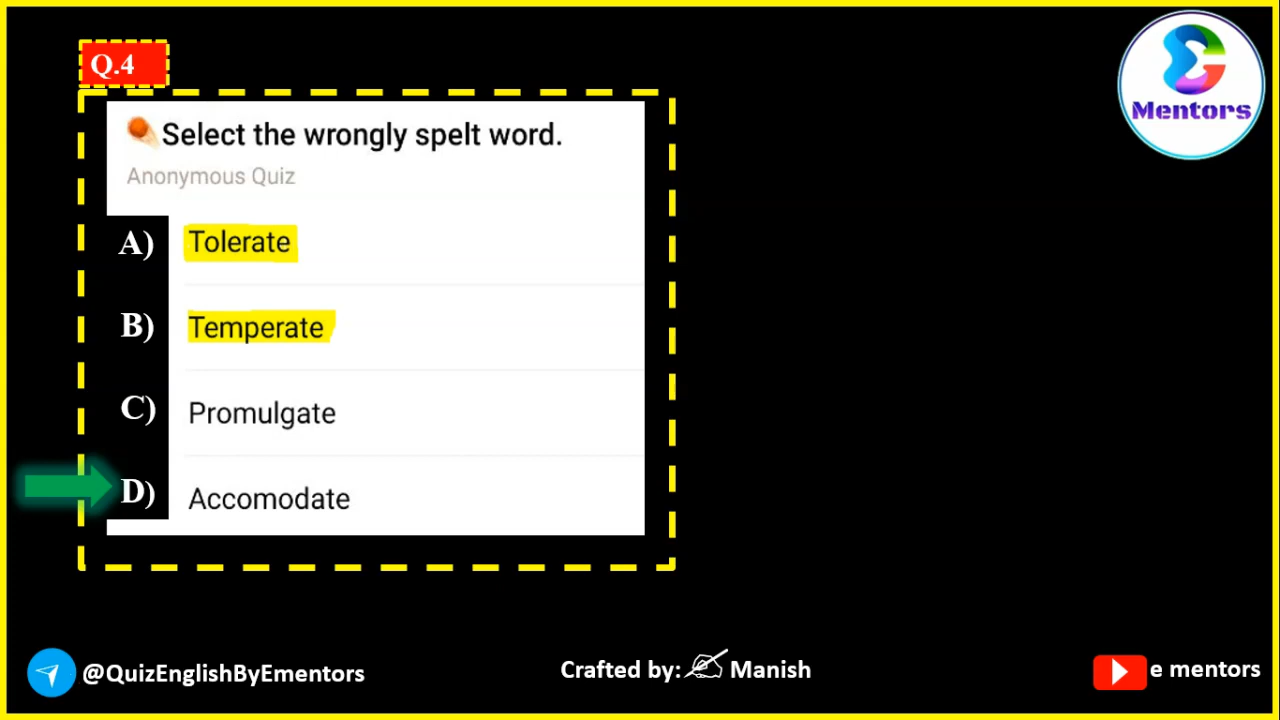 Q.4
Mentors
Select the wrongly spelt word.
Anonymous Quiz
A) Tolerate
B) Temperate
C) Promulgate
D) Accomodate
@QuizEnglishByEmentors
Crafted by: Manish
e mentors